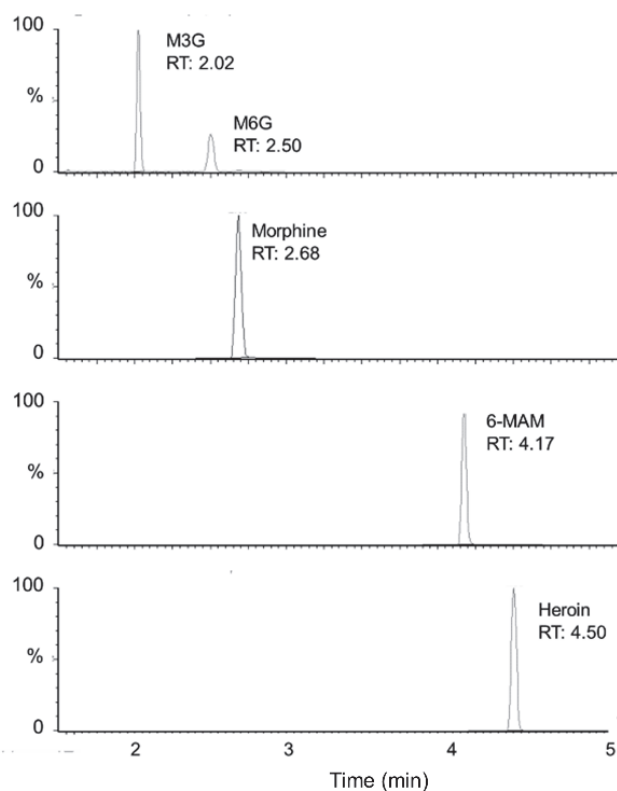 100
M3G
RT: 2.02
%
M6G
RT: 2.50
0
100
Morphine
RT: 2.68
%
0
100
6-MAM
RT: 4.17
%
0
100
Heroin
RT: 4.50
%
0
2 3 4 5
Time (min)